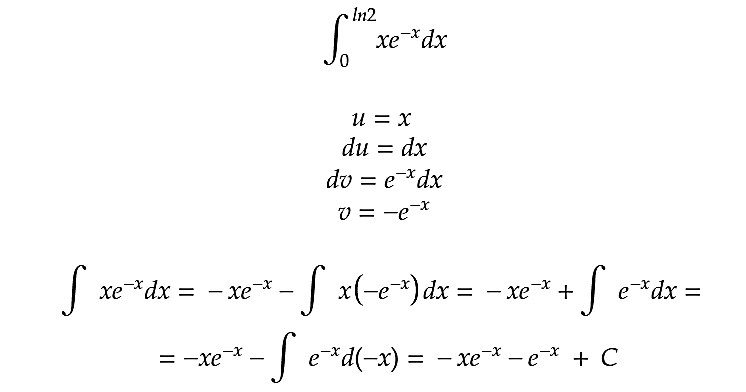 ∫₀^{ln2} xe^{−x}dx
u = x
du = dx
dv = e^{−x}dx
v = −e^{−x}
∫ xe^{−x}dx = − xe^{−x} − ∫ x(−e^{−x})dx = − xe^{−x} + ∫ e^{−x}dx =
= −xe^{−x} − ∫ e^{−x}d(−x) = − xe^{−x} − e^{−x} + C